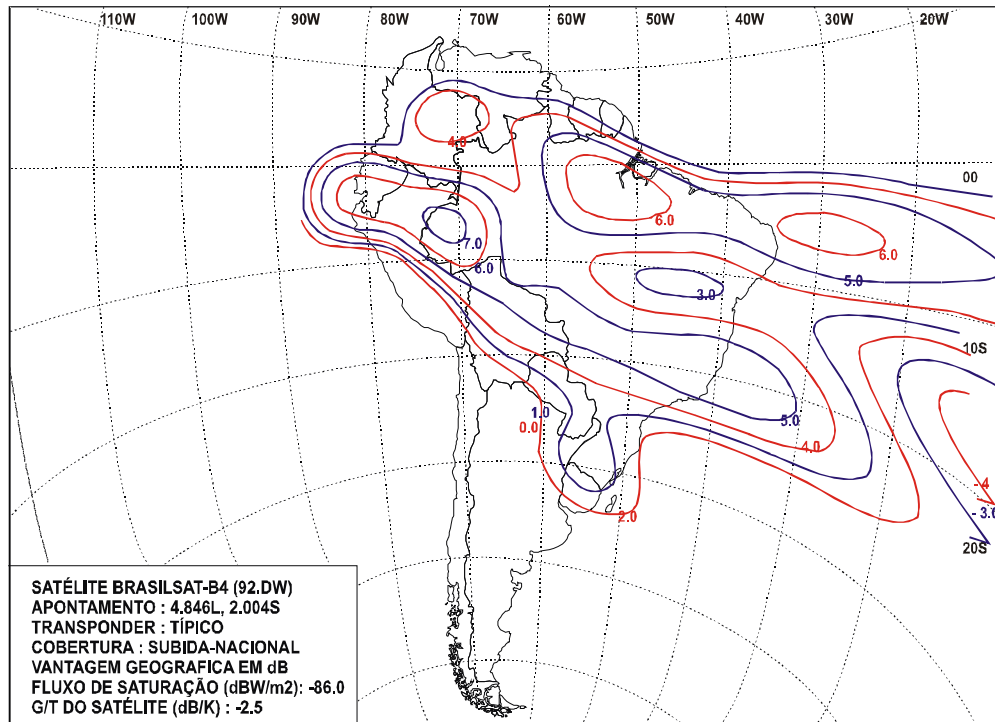 110W 100W 90W 80W 70W 60W 50W 40W 30W 20W
4.0
00
6.0
7.0
6.0
6.0
5.0
3.0
10S
1.0
5.0
0.0
4.0
- 4
2.0
- 3.0
20S
SATÉLITE BRASILSAT-B4 (92.DW)
APONTAMENTO : 4.846L, 2.004S
TRANSPONDER : TÍPICO
COBERTURA : SUBIDA-NACIONAL
VANTAGEM GEOGRAFICA EM dB
FLUXO DE SATURAÇÃO (dBW/m2): -86.0
G/T DO SATÉLITE (dB/K) : -2.5